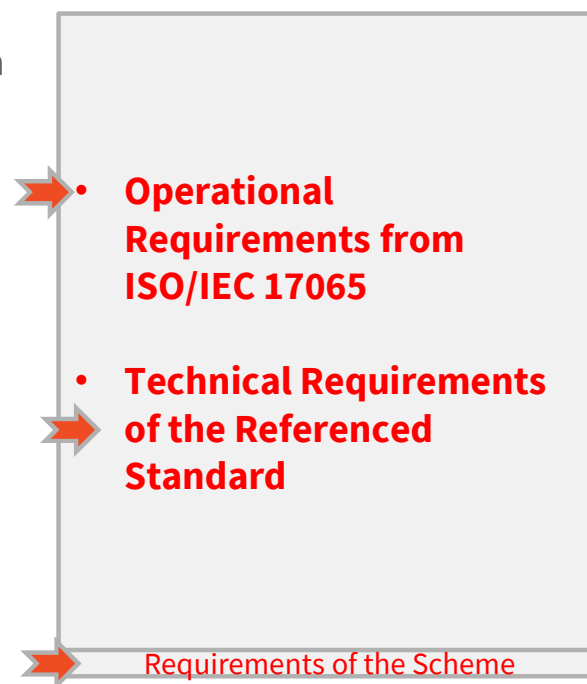 • Operational
Requirements from
ISO/IEC 17065
• Technical Requirements
of the Referenced
Standard
Requirements of the Scheme